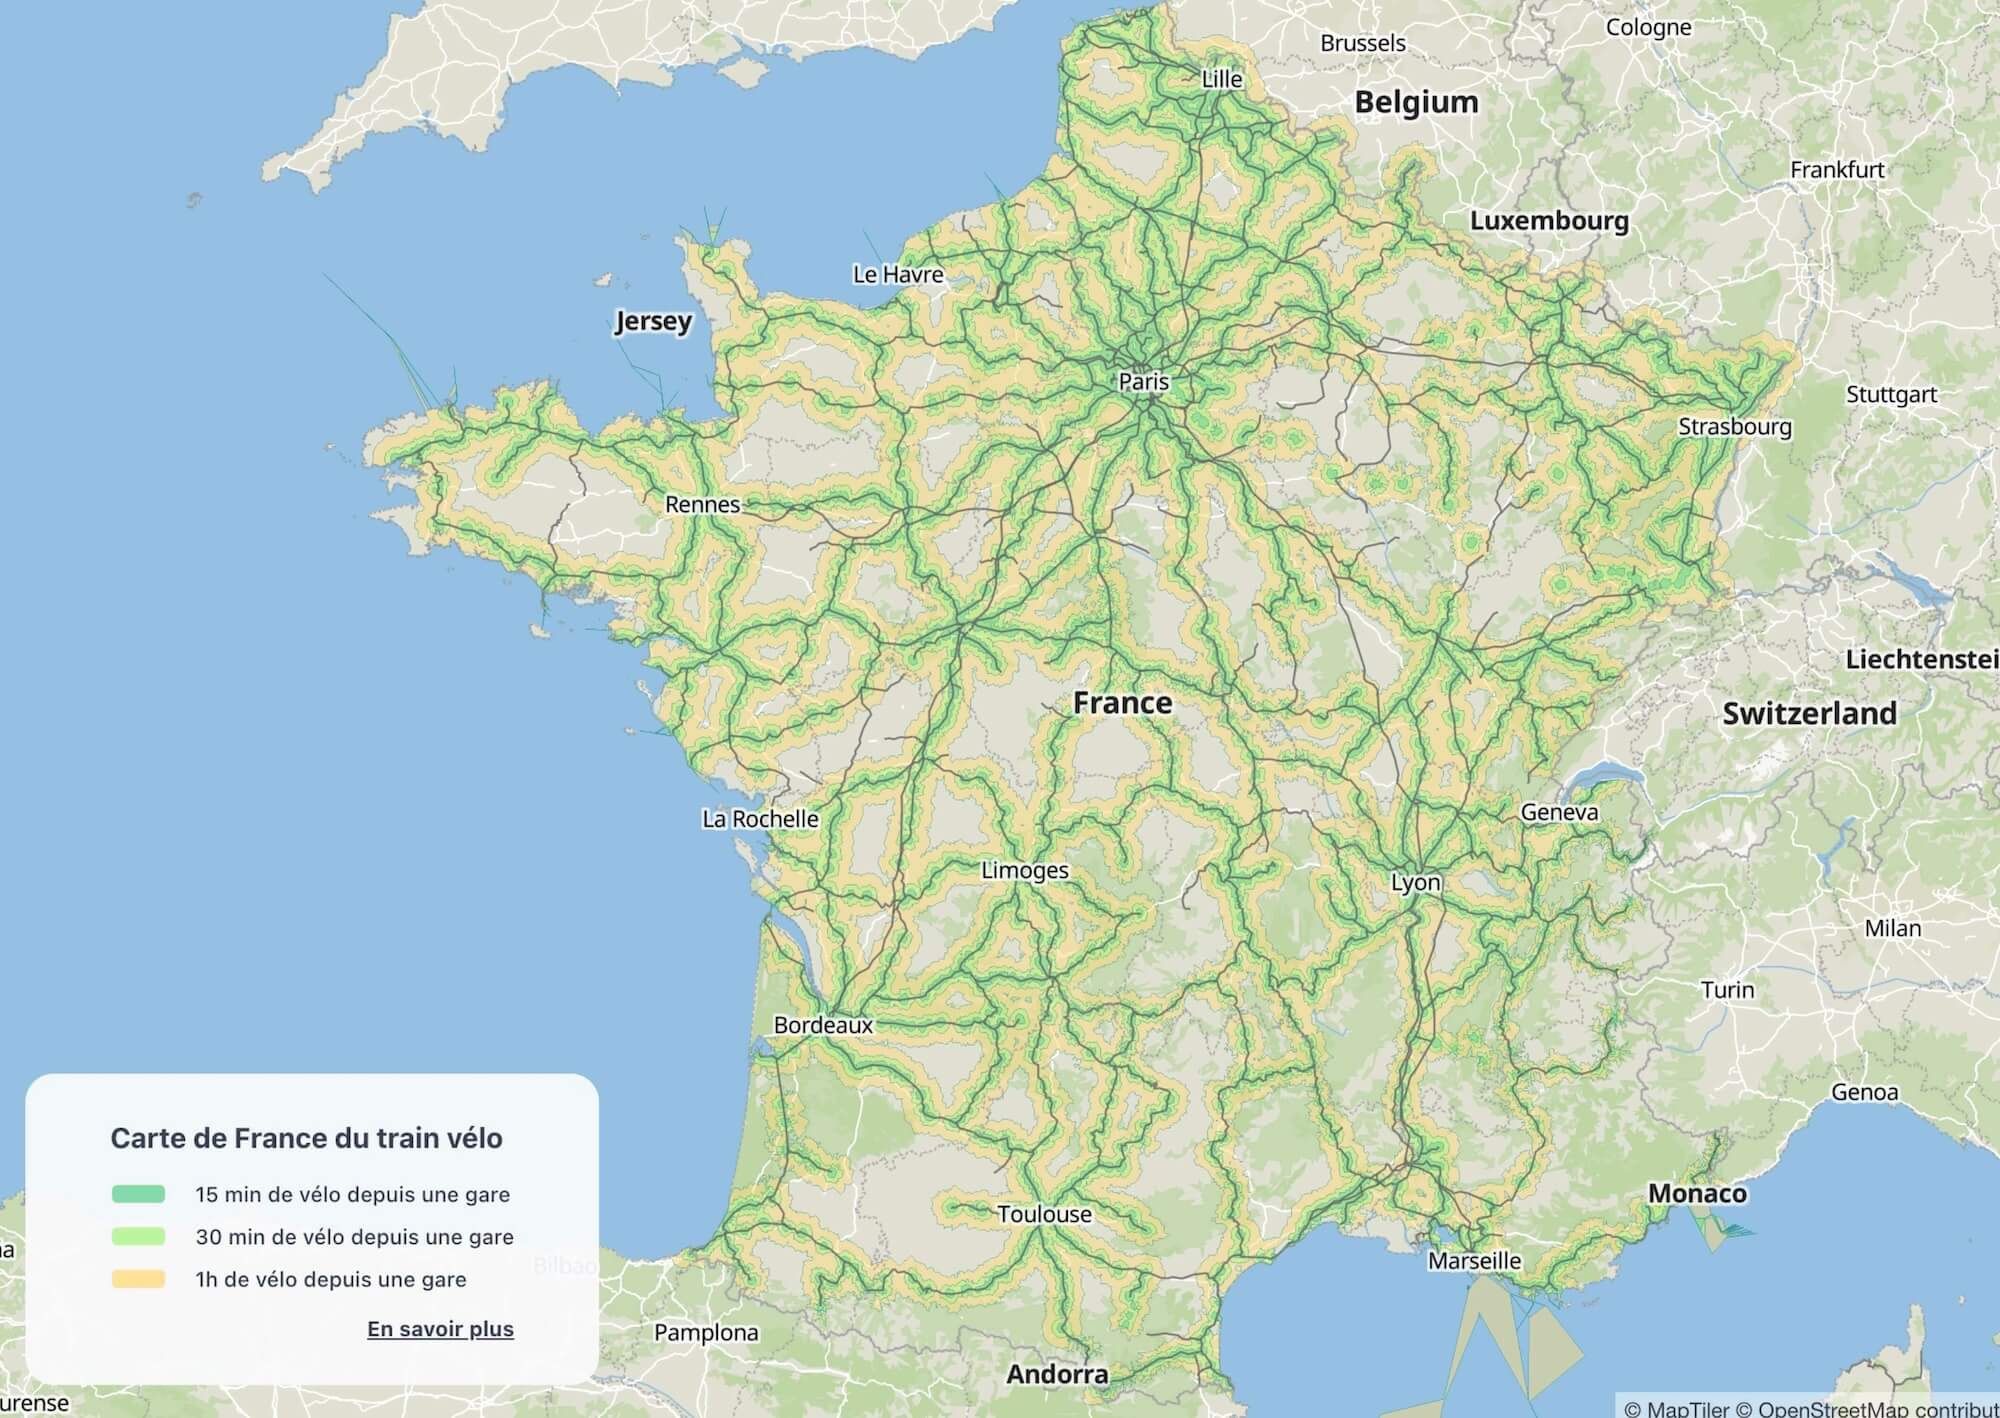 Cologne
Brussels
Lille
Belgium
Frankfurt
Luxembourg
Le Havre
Jersey
Paris
Stuttgart
Strasbourg
Rennes
Liechtenstei
France
Switzerland
Geneva
La Rochelle
Limoges
Lyon
Milan
Turin
Bordeaux
Genoa
Monaco
Toulouse
Marseille
Bilbao
Pamplona
Andorra
na
urense
Carte de France du train vélo
15 min de vélo depuis une gare
30 min de vélo depuis une gare
1h de vélo depuis une gare
En savoir plus
© MapTiler © OpenStreetMap contribut